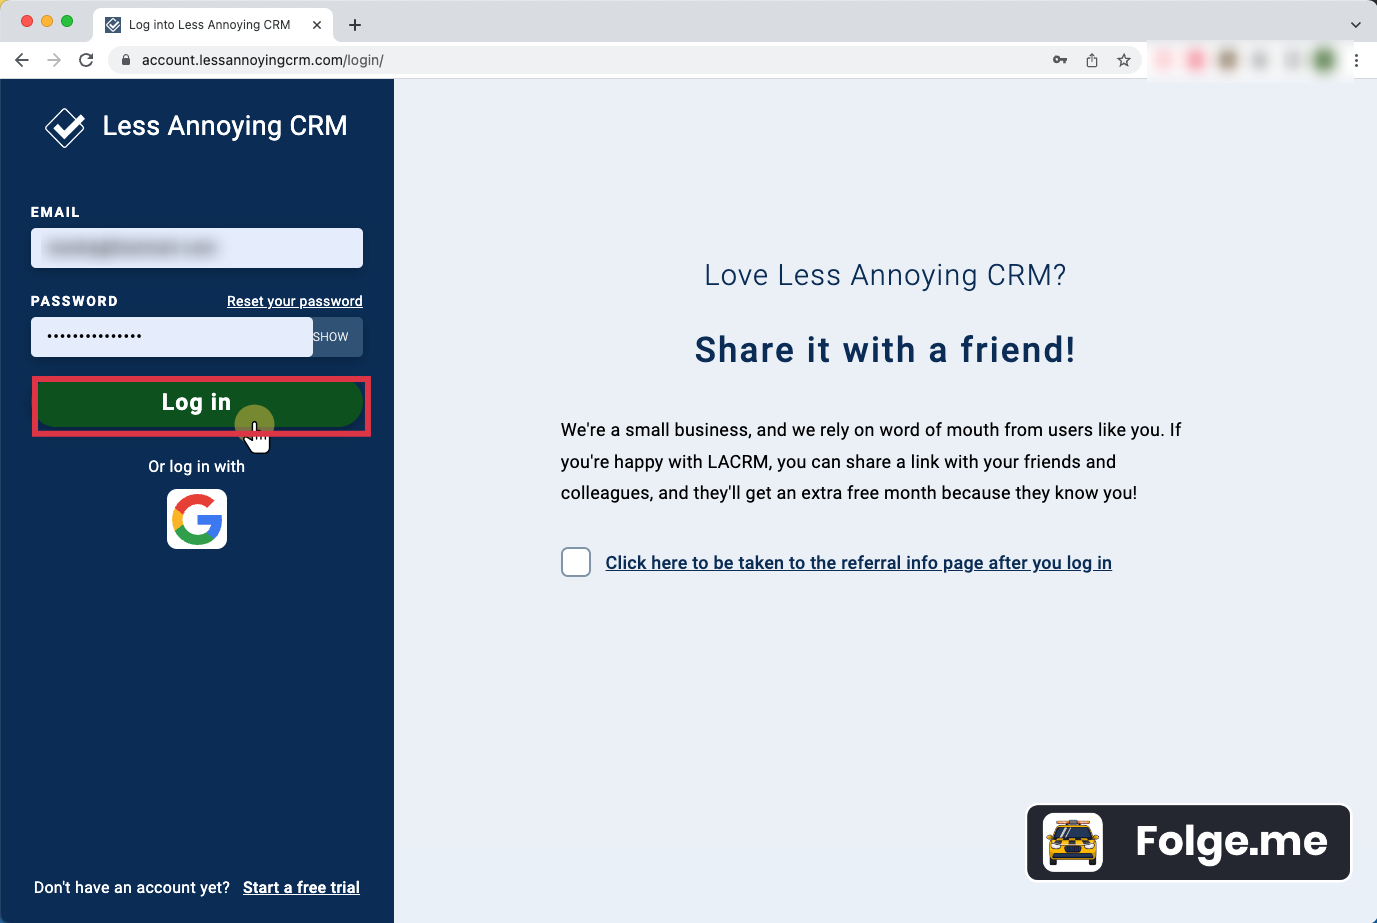 Log into Less Annoying CRM
account.lessannoyingcrm.com/login/
Less Annoying CRM
EMAIL
PASSWORD Reset your password
••••••••••••••• SHOW
Log in
Or log in with
Don't have an account yet? Start a free trial
Love Less Annoying CRM?
Share it with a friend!
We're a small business, and we rely on word of mouth from users like you. If
you're happy with LACRM, you can share a link with your friends and
colleagues, and they'll get an extra free month because they know you!
Click here to be taken to the referral info page after you log in
Folge.me